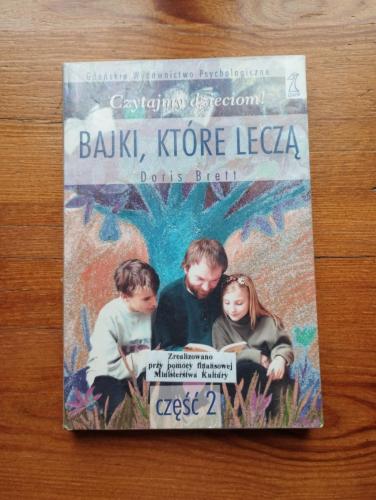 Gdańskie Wydawnictwo Psychologiczne
Czytajmy dzieciom!
BAJKI, KTÓRE LECZĄ
Doris Brett
Zrealizowano
przy pomocy finansowej
Ministerstwa Kultury
część 2